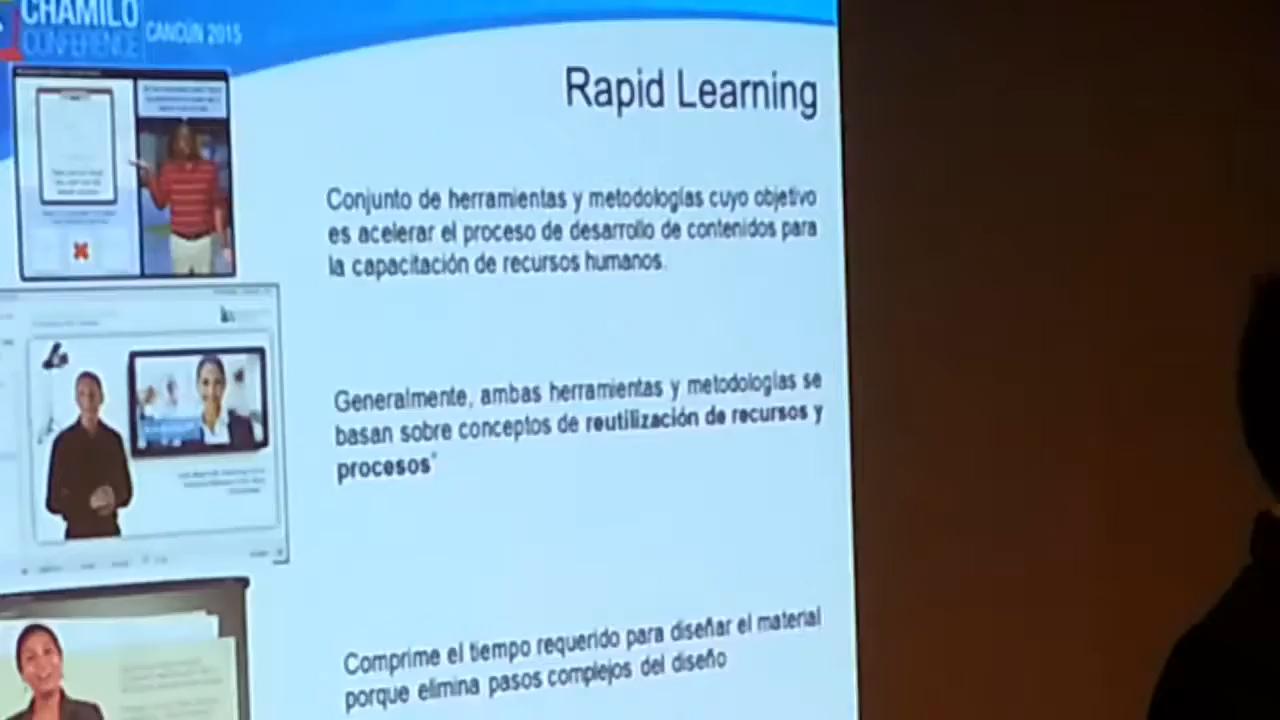 CHAMILO
CONFERENCE
CANCÚN 2015
Rapid Learning
Conjunto de herramientas y metodologías cuyo objetivo
es acelerar el proceso de desarrollo de contenidos para
la capacitación de recursos humanos.
Generalmente, ambas herramientas y metodologías se
basan sobre conceptos de reutilización de recursos y
procesos"
Comprime el tiempo requerido para diseñar el material
porque elimina pasos complejos del diseño